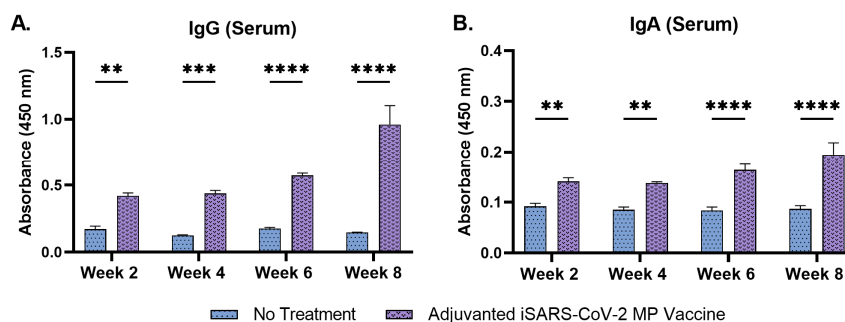 A.
IgG (Serum)
Absorbance (450 nm)
1.5
1.0
0.5
0.0
** *** **** ****
Week 2 Week 4 Week 6 Week 8
B.
IgA (Serum)
Absorbance (450 nm)
0.4
0.3
0.2
0.1
0.0
** ** **** ****
Week 2 Week 4 Week 6 Week 8
No Treatment Adjuvanted iSARS-CoV-2 MP Vaccine